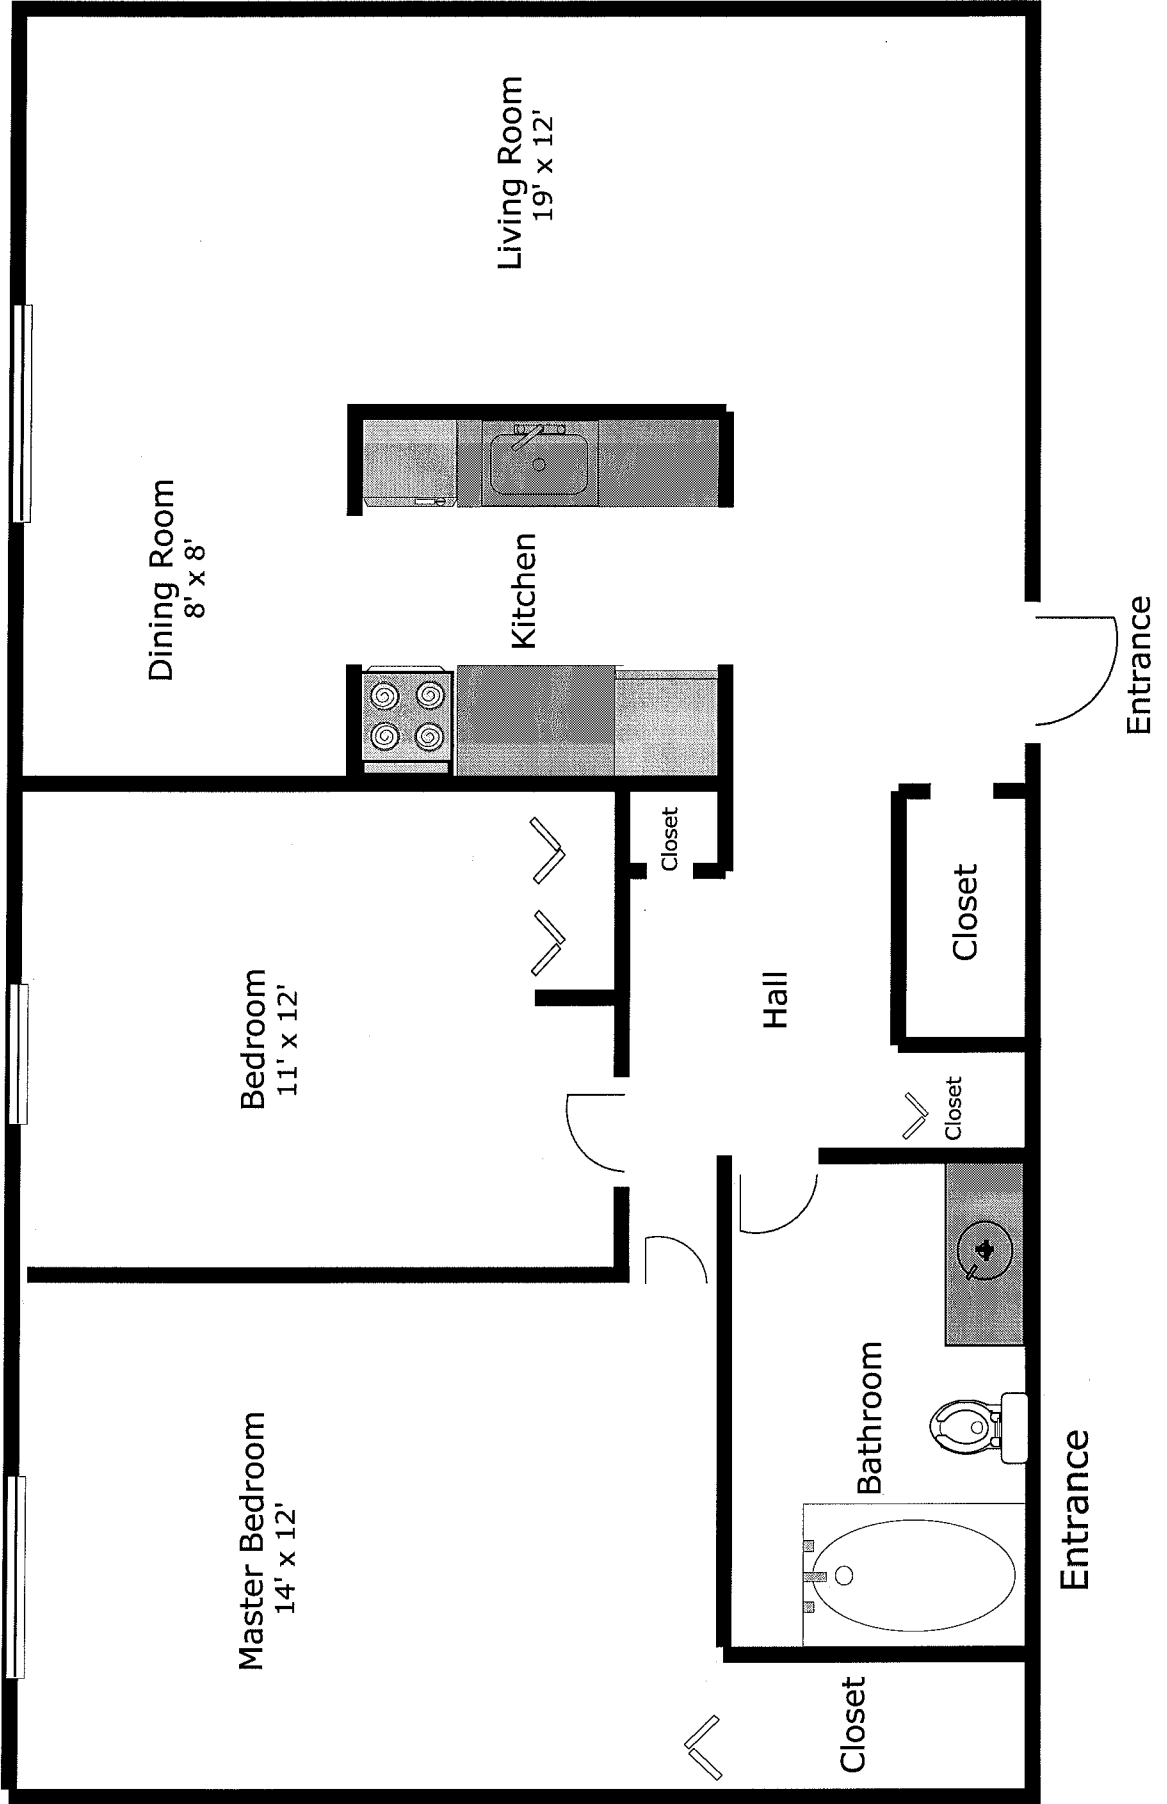 Master Bedroom
14' x 12'
Bedroom
11' x 12'
Dining Room
8' x 8'
Living Room
19' x 12'
Kitchen
Closet
Hall
Closet
Closet
Bathroom
Closet
Entrance
Entrance